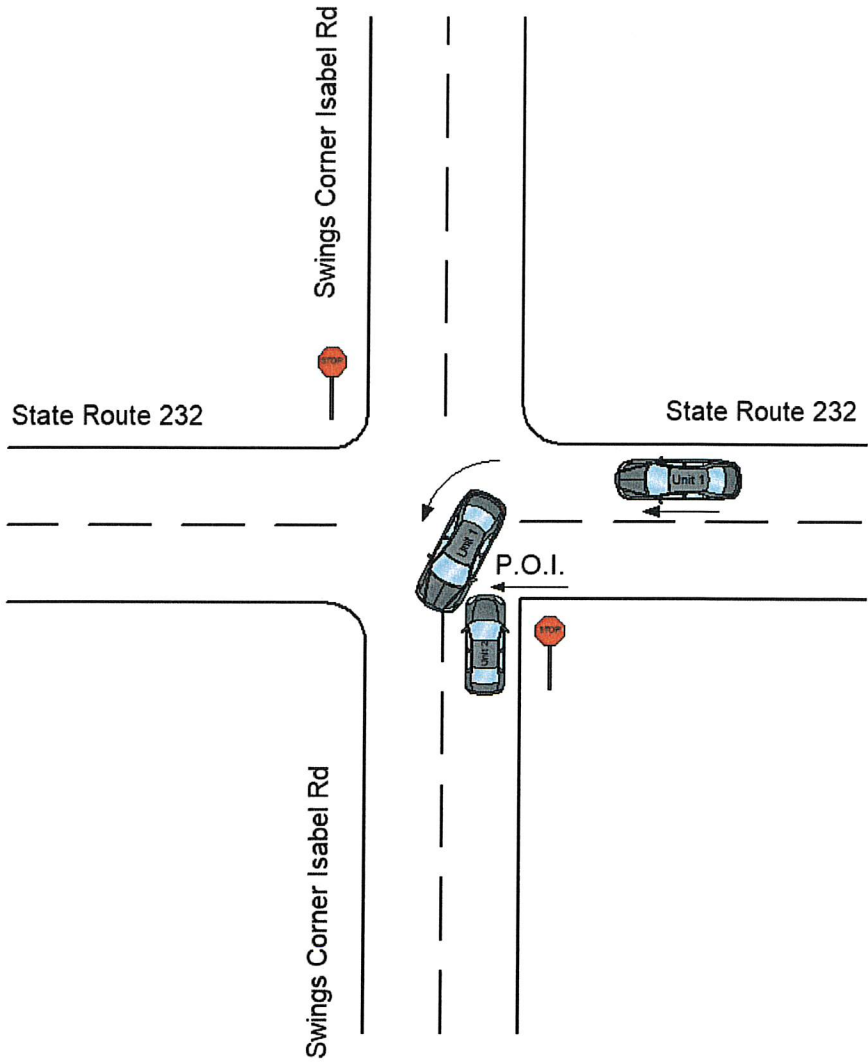 Swings Corner Isabel Rd
STOP
State Route 232
State Route 232
Unit 1
Unit 1
P.O.I.
Unit 2
STOP
Swings Corner Isabel Rd